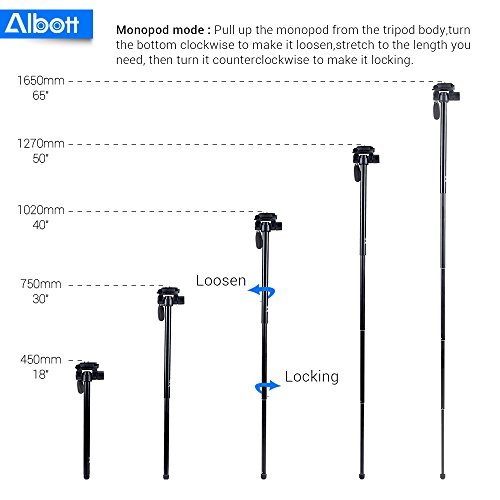 Albott
Monopod mode : Pull up the monopod from the tripod body,turn
the bottom clockwise to make it loosen,stretch to the length you
need, then turn it counterclockwise to make it locking.
1650mm
65"
1270mm
50"
1020mm
40"
750mm
30"
Loosen
450mm
18"
Locking